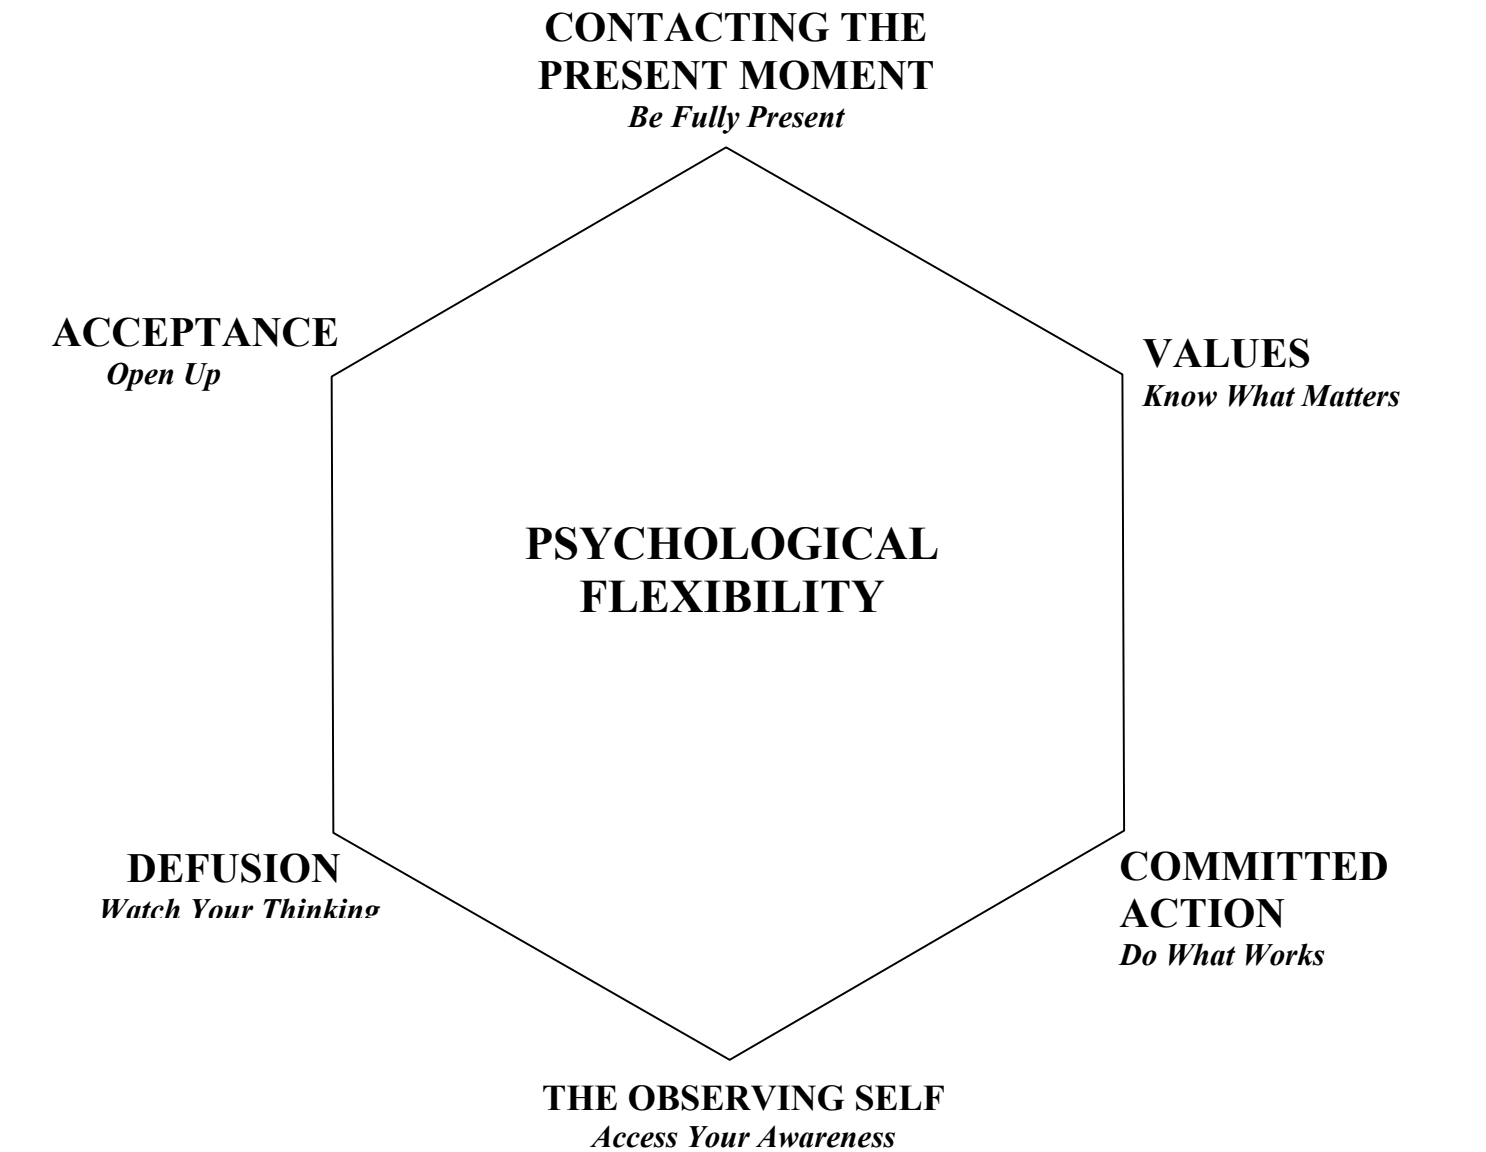 CONTACTING THE
PRESENT MOMENT
Be Fully Present
ACCEPTANCE
Open Up
VALUES
Know What Matters
PSYCHOLOGICAL
FLEXIBILITY
DEFUSION
Watch Your Thinking
COMMITTED
ACTION
Do What Works
THE OBSERVING SELF
Access Your Awareness